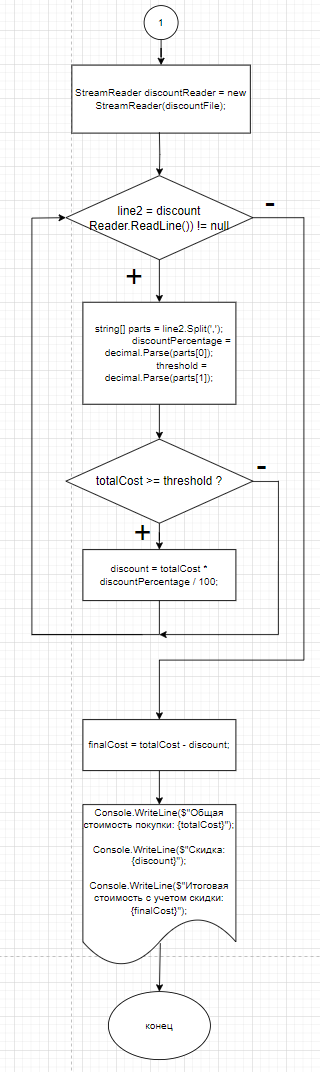 1
StreamReader discountReader = new
StreamReader(discountFile);
line2 = discount
Reader.ReadLine()) != null
-
+
string[] parts = line2.Split(',');
discountPercentage =
decimal.Parse(parts[0]);
threshold =
decimal.Parse(parts[1]);
totalCost >= threshold ?
-
+
discount = totalCost *
discountPercentage / 100;
finalCost = totalCost - discount;
Console.WriteLine($"Общая
стоимость покупки: {totalCost}");
Console.WriteLine($"Скидка:
{discount}");
Console.WriteLine($"Итоговая
стоимость с учетом скидки:
{finalCost}");
конец